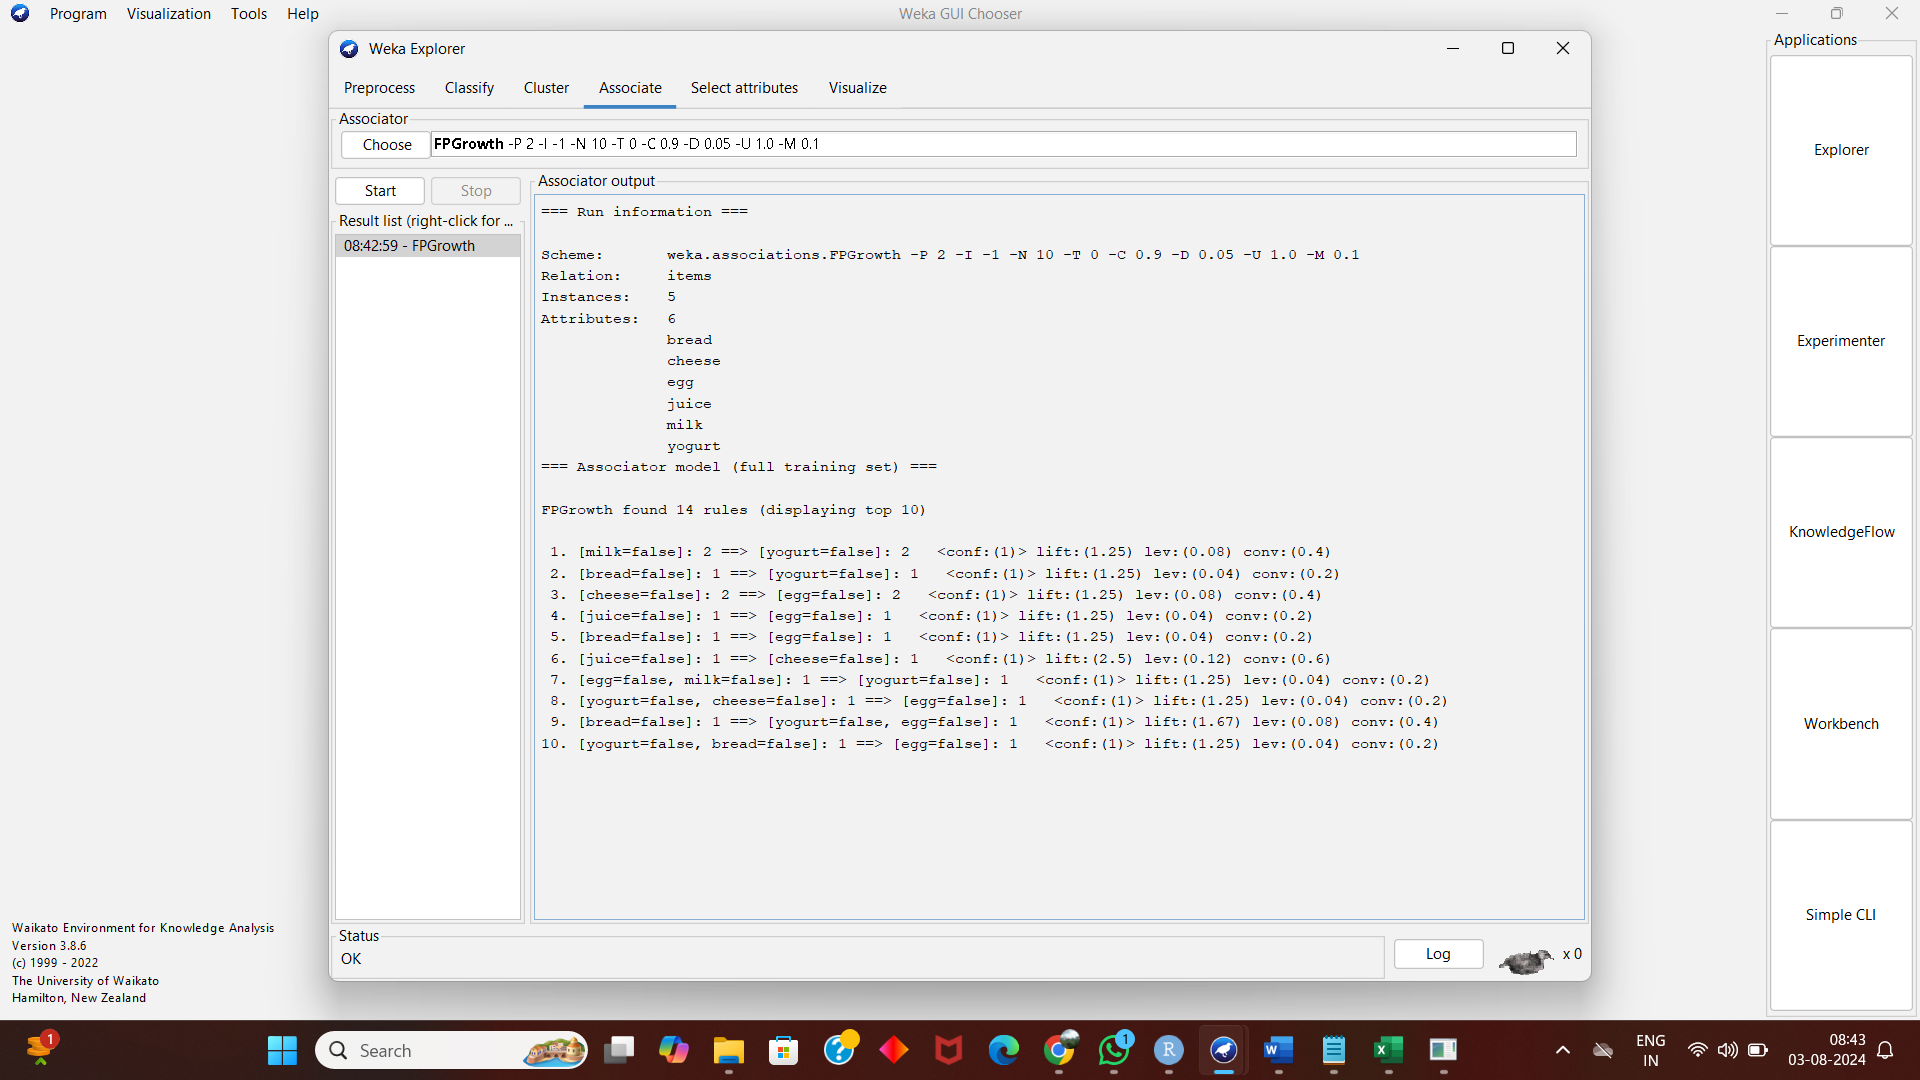 Program Visualization Tools Help Weka GUI Chooser
Applications
Weka Explorer
Preprocess Classify Cluster Associate Select attributes Visualize
Associator
Choose FPGrowth -P 2 -I -1 -N 10 -T 0 -C 0.9 -D 0.05 -U 1.0 -M 0.1
Start Stop
Result list (right-click for ...
08:42:59 - FPGrowth
Associator output
=== Run information ===
Scheme: weka.associations.FPGrowth -P 2 -I -1 -N 10 -T 0 -C 0.9 -D 0.05 -U 1.0 -M 0.1
Relation: items
Instances: 5
Attributes: 6
bread
cheese
egg
juice
milk
yogurt
=== Associator model (full training set) ===
FPGrowth found 14 rules (displaying top 10)
1. [milk=false]: 2 ==> [yogurt=false]: 2 <conf:(1)> lift:(1.25) lev:(0.08) conv:(0.4)
2. [bread=false]: 1 ==> [yogurt=false]: 1 <conf:(1)> lift:(1.25) lev:(0.04) conv:(0.2)
3. [cheese=false]: 2 ==> [egg=false]: 2 <conf:(1)> lift:(1.25) lev:(0.08) conv:(0.4)
4. [juice=false]: 1 ==> [egg=false]: 1 <conf:(1)> lift:(1.25) lev:(0.04) conv:(0.2)
5. [bread=false]: 1 ==> [egg=false]: 1 <conf:(1)> lift:(1.25) lev:(0.04) conv:(0.2)
6. [juice=false]: 1 ==> [cheese=false]: 1 <conf:(1)> lift:(2.5) lev:(0.12) conv:(0.6)
7. [egg=false, milk=false]: 1 ==> [yogurt=false]: 1 <conf:(1)> lift:(1.25) lev:(0.04) conv:(0.2)
8. [yogurt=false, cheese=false]: 1 ==> [egg=false]: 1 <conf:(1)> lift:(1.25) lev:(0.04) conv:(0.2)
9. [bread=false]: 1 ==> [yogurt=false, egg=false]: 1 <conf:(1)> lift:(1.67) lev:(0.08) conv:(0.4)
10. [yogurt=false, bread=false]: 1 ==> [egg=false]: 1 <conf:(1)> lift:(1.25) lev:(0.04) conv:(0.2)
Status
OK
Log
x 0
Explorer
Experimenter
KnowledgeFlow
Workbench
Simple CLI
Waikato Environment for Knowledge Analysis
Version 3.8.6
(c) 1999 - 2022
The University of Waikato
Hamilton, New Zealand
1
Search
?
1
R
W
X
ENG
IN
08:43
03-08-2024